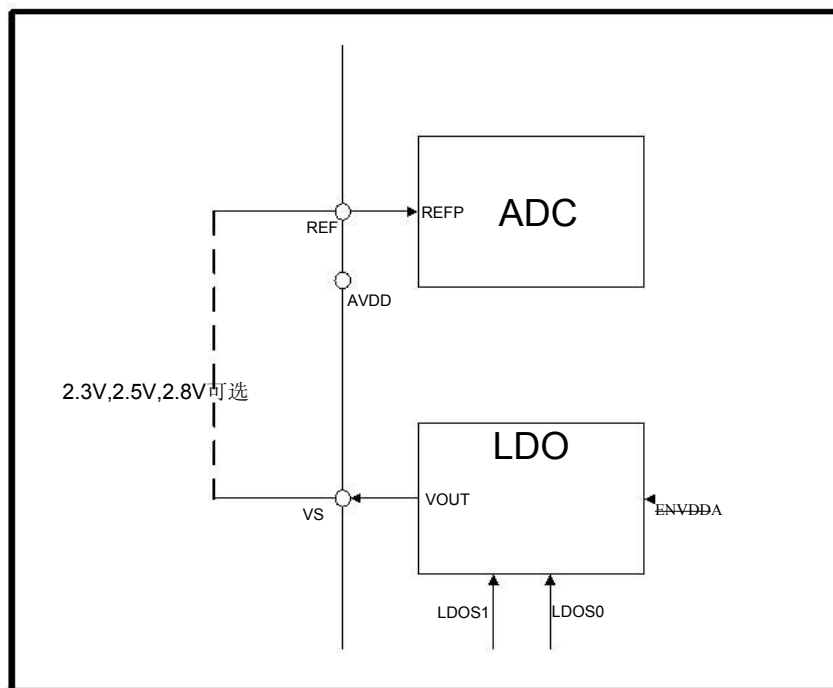 ADC
REFP
REF
AVDD
2.3V,2.5V,2.8V可选
LDO
VOUT
VS
ENVDDA
LDOS1
LDOS0